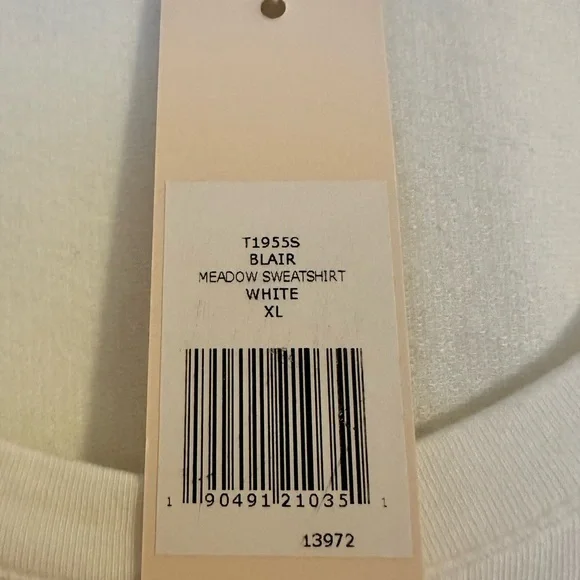 T1955S
BLAIR
MEADOW SWEATSHIRT
WHITE
XL
1 90491 21035 1
13972